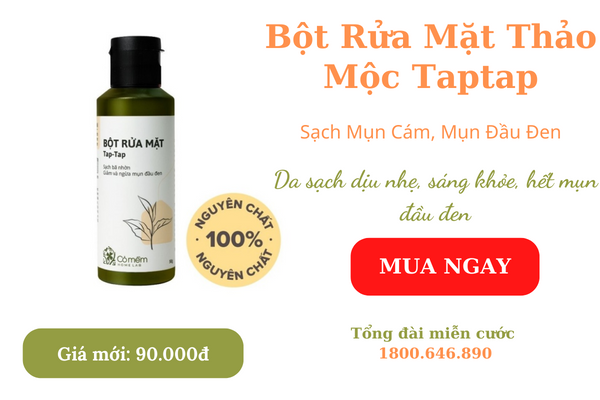 Bột Rửa Mặt Thảo
Mộc Taptap
Sạch Mụn Cám, Mụn Đầu Đen
Da sạch dịu nhẹ, sáng khỏe, hết mụn
đầu đen
MUA NGAY
Tổng đài miễn cước
1800.646.890
BỘT RỬA MẶT
Tap-Tap
Sạch bã nhờn
Giảm và ngừa mụn đầu đen
Cỏ mềm
HOME LAB
NGUYÊN CHẤT
100%
NGUYÊN CHẤT
Giá mới: 90.000đ